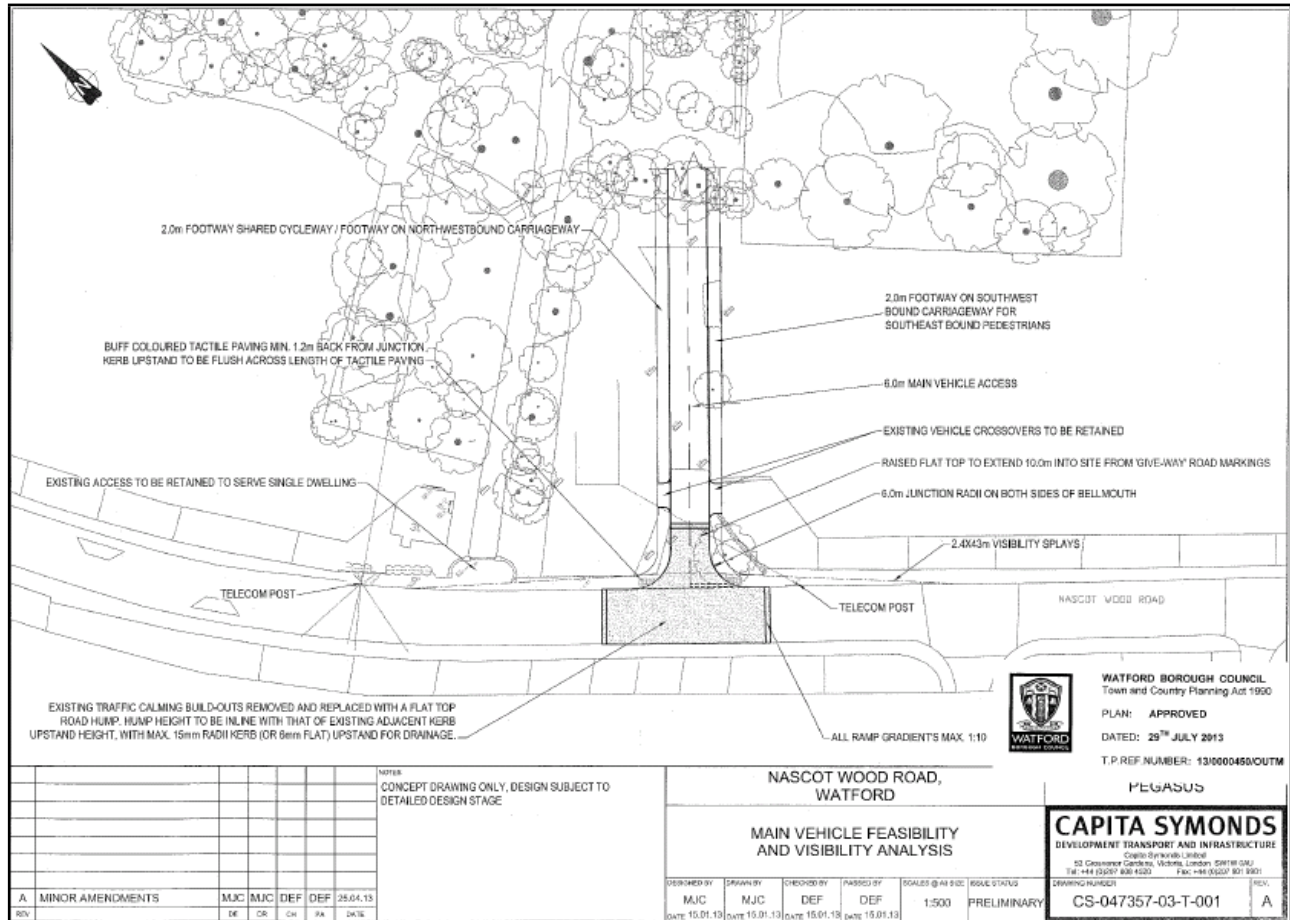 2.0m FOOTWAY SHARED CYCLEWAY / FOOTWAY ON NORTHWESTBOUND CARRIAGEWAY
2.0m FOOTWAY ON SOUTHWEST
BOUND CARRIAGEWAY FOR
SOUTHEAST BOUND PEDESTRIANS
BUFF COLOURED TACTILE PAVING MIN. 1.2m BACK FROM JUNCTION
KERB UPSTAND TO BE FLUSH ACROSS LENGTH OF TACTILE PAVING
6.0m MAIN VEHICLE ACCESS
EXISTING VEHICLE CROSSOVERS TO BE RETAINED
RAISED FLAT TOP TO EXTEND 10.0m INTO SITE FROM 'GIVE-WAY' ROAD MARKINGS
EXISTING ACCESS TO BE RETAINED TO SERVE SINGLE DWELLING
6.0m JUNCTION RADII ON BOTH SIDES OF BELLMOUTH
2.4X43m VISIBILITY SPLAYS
TELECOM POST
TELECOM POST
NASCOT WOOD ROAD
EXISTING TRAFFIC CALMING BUILD-OUTS REMOVED AND REPLACED WITH A FLAT TOP
ROAD HUMP. HUMP HEIGHT TO BE INLINE WITH THAT OF EXISTING ADJACENT KERB
UPSTAND HEIGHT, WITH MAX. 15mm RADII KERB (OR 6mm FLAT) UPSTAND FOR DRAINAGE.
ALL RAMP GRADIENT'S MAX. 1:10
WATFORD
BOROUGH COUNCIL
WATFORD BOROUGH COUNCIL
Town and Country Planning Act 1990
PLAN: APPROVED
DATED: 29TH JULY 2013
T.P.REF.NUMBER: 13/0000450/OUTM
A MINOR AMENDMENTS MJC MJC DEF DEF 25.04.13
REV DE DR CH PA DATE
NOTES
CONCEPT DRAWING ONLY, DESIGN SUBJECT TO
DETAILED DESIGN STAGE
NASCOT WOOD ROAD,
WATFORD
MAIN VEHICLE FEASIBILITY
AND VISIBILITY ANALYSIS
DESIGNED BY DRAWN BY CHECKED BY PASSED BY SCALES @ A4 SIZE ISSUE STATUS
MJC MJC DEF DEF 1:500 PRELIMINARY
DATE 15.01.13 DATE 15.01.13 DATE 15.01.13 DATE 15.01.13
PEGASUS
CAPITA SYMONDS
DEVELOPMENT TRANSPORT AND INFRASTRUCTURE
Capita Symonds Limited
52 Grosvenor Gardens, Victoria, London SW1W 0AU
DRAWING NUMBER REV.
CS-047357-03-T-001 A